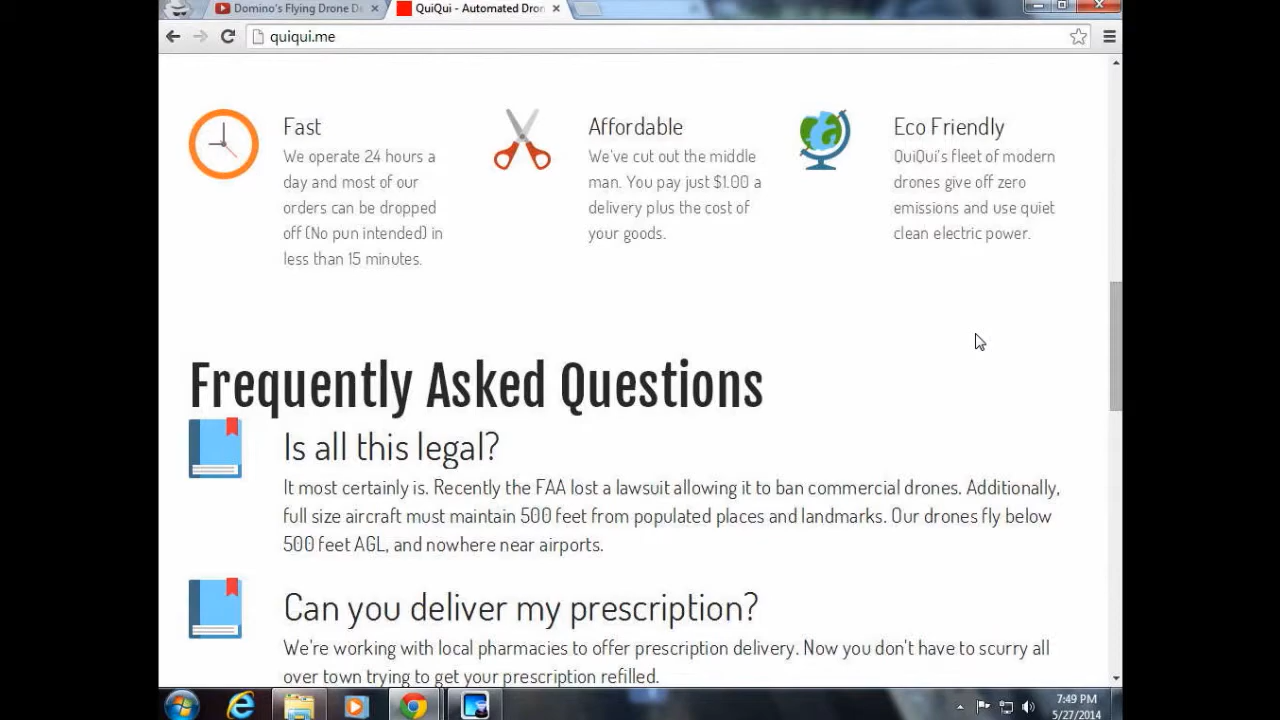 Domino's Flying Drone De
QuiQui - Automated Dron
quiqui.me
Fast
We operate 24 hours a
day and most of our
orders can be dropped
off (No pun intended) in
less than 15 minutes.
Affordable
We've cut out the middle
man. You pay just $1.00 a
delivery plus the cost of
your goods.
Eco Friendly
QuiQui's fleet of modern
drones give off zero
emissions and use quiet
clean electric power.
Frequently Asked Questions
Is all this legal?
It most certainly is. Recently the FAA lost a lawsuit allowing it to ban commercial drones. Additionally,
full size aircraft must maintain 500 feet from populated places and landmarks. Our drones fly below
500 feet AGL, and nowhere near airports.
Can you deliver my prescription?
We're working with local pharmacies to offer prescription delivery. Now you don't have to scurry all
over town trying to get your prescription refilled.
7:49 PM
5/27/2014